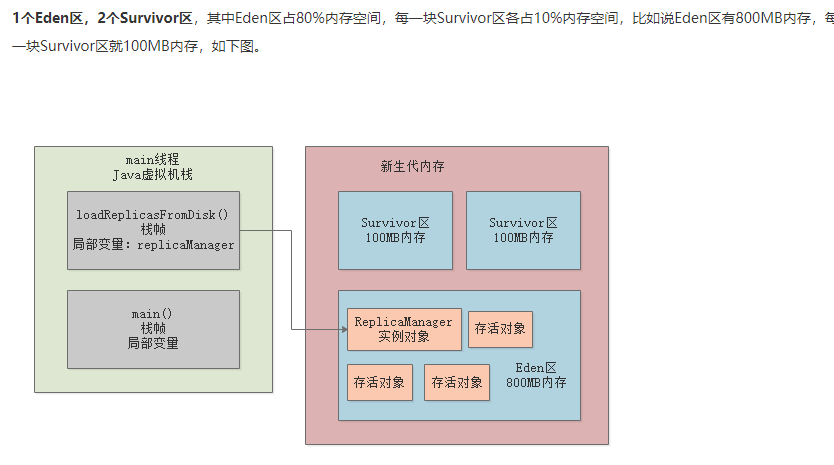 1个Eden区，2个Survivor区，其中Eden区占80%内存空间，每一块Survivor区各占10%内存空间，比如说Eden区有800MB内存，每
一块Survivor区就100MB内存，如下图。
main线程
Java虚拟机栈
loadReplicasFromDisk()
栈帧
局部变量：replicaManager
main()
栈帧
局部变量
新生代内存
Survivor区
100MB内存
Survivor区
100MB内存
ReplicaManager
实例对象
存活对象
存活对象
存活对象
Eden区
800MB内存